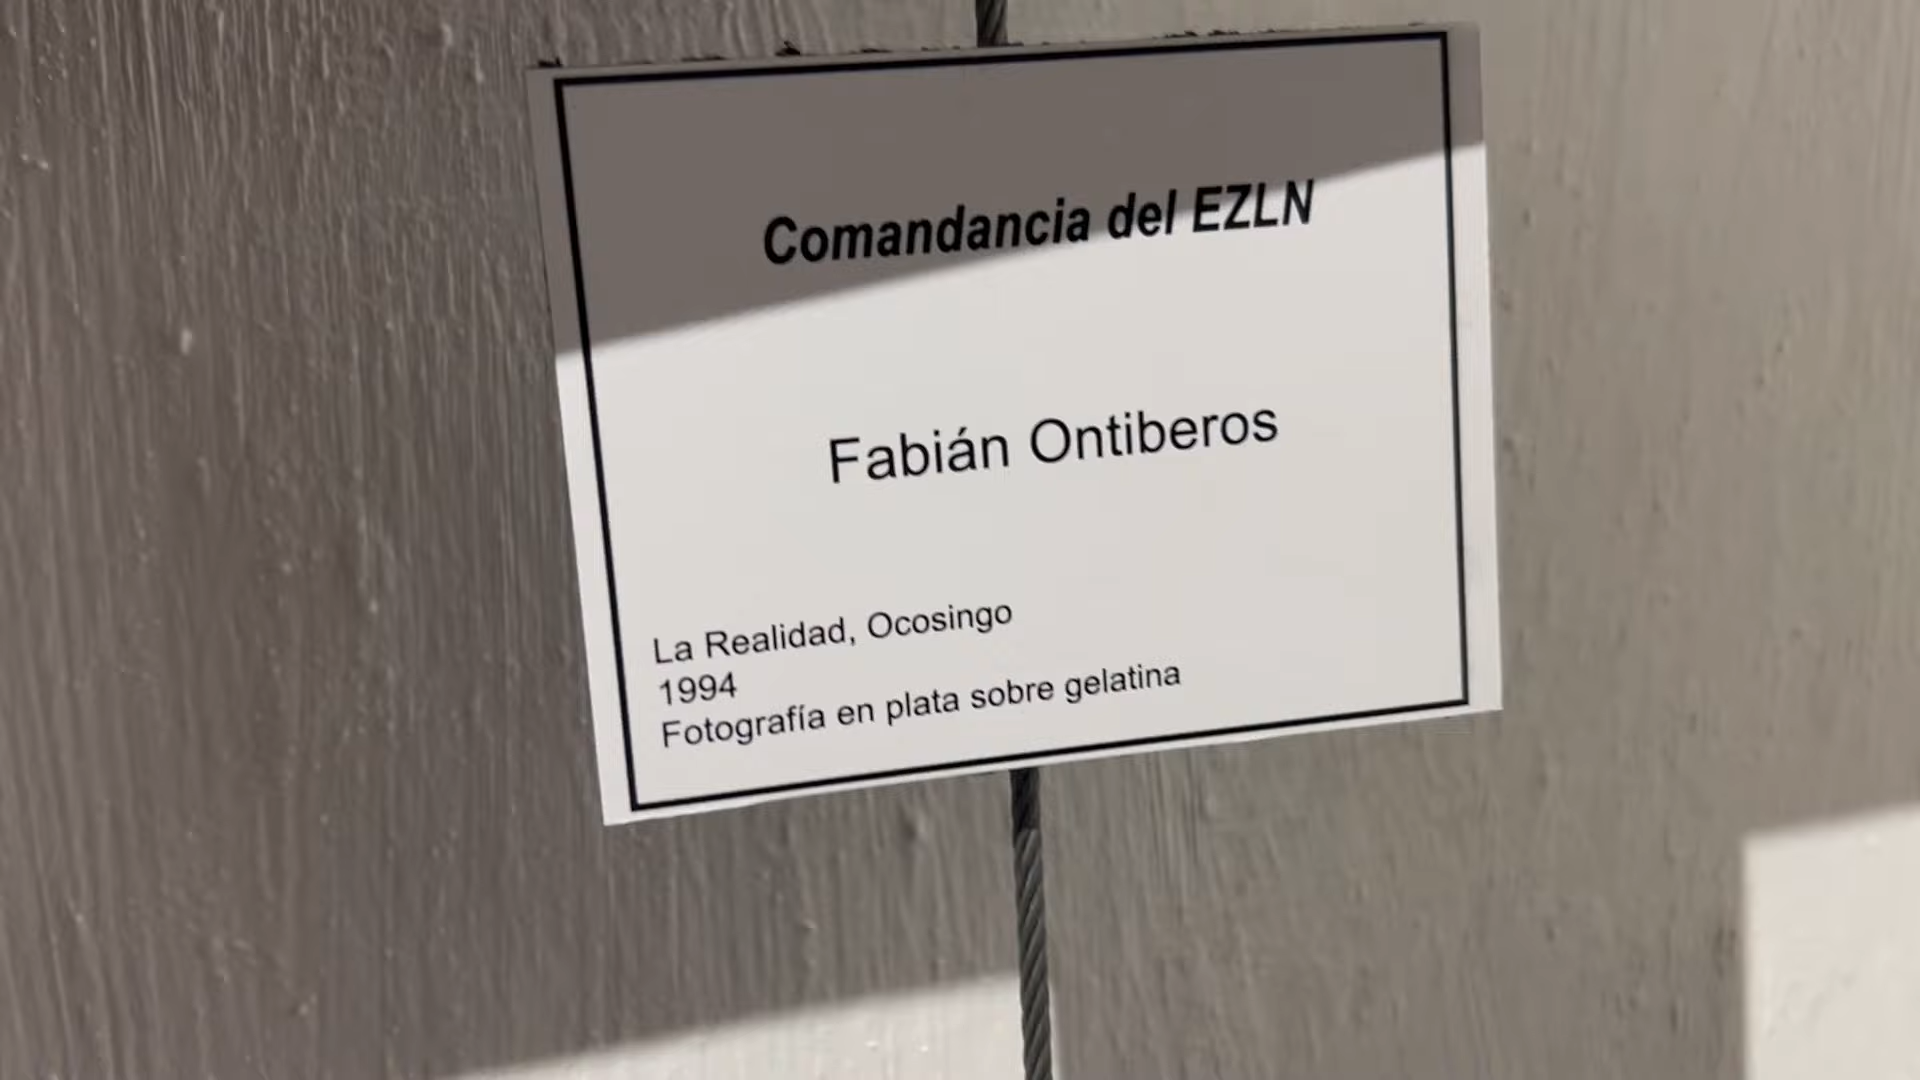 Comandancia del EZLN
Fabián Ontiberos
La Realidad, Ocosingo
1994
Fotografía en plata sobre gelatina